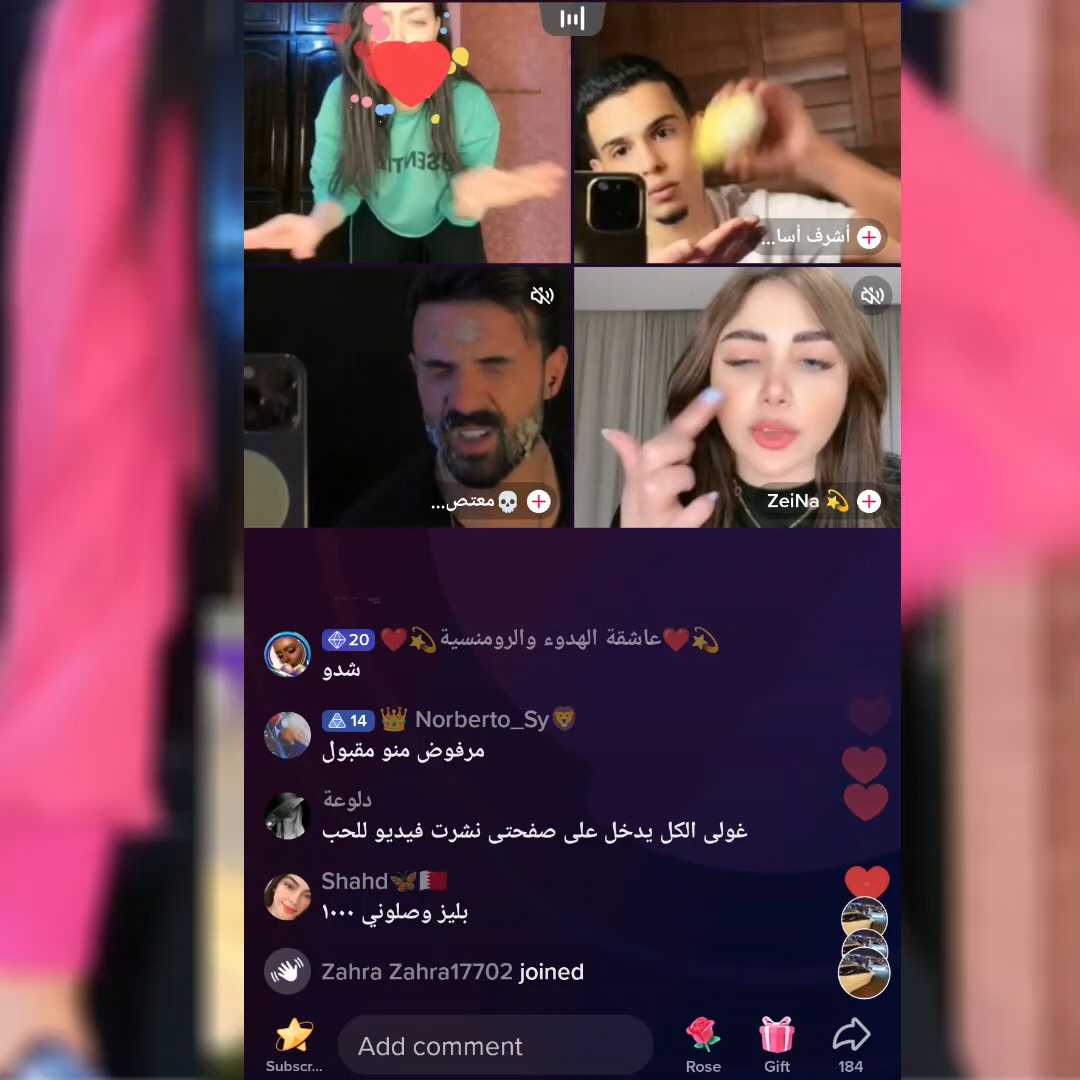 أشرف أسا...
معتص...
ZeiNa
20 عاشقة الهدوء والرومنسية
شدو
14 Norberto_Sy
مرفوض منو مقبول
دلوعة
غولى الكل يدخل على صفحتى نشرت فيديو للحب
Shahd
بليز وصلوني ١٠٠٠
Zahra Zahra17702 joined
Add comment
Subscr...
Rose
Gift
184